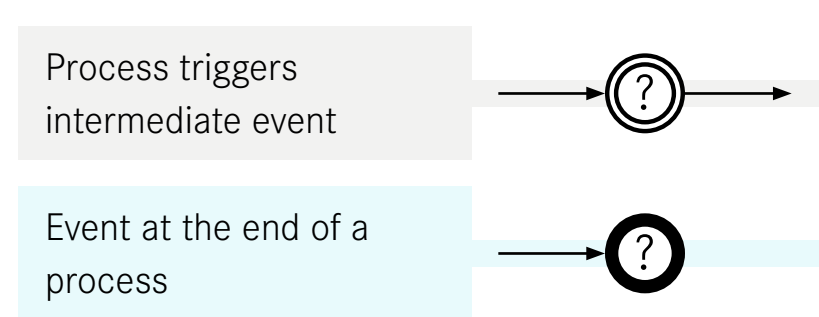 Process triggers
intermediate event
?
Event at the end of a
process
?